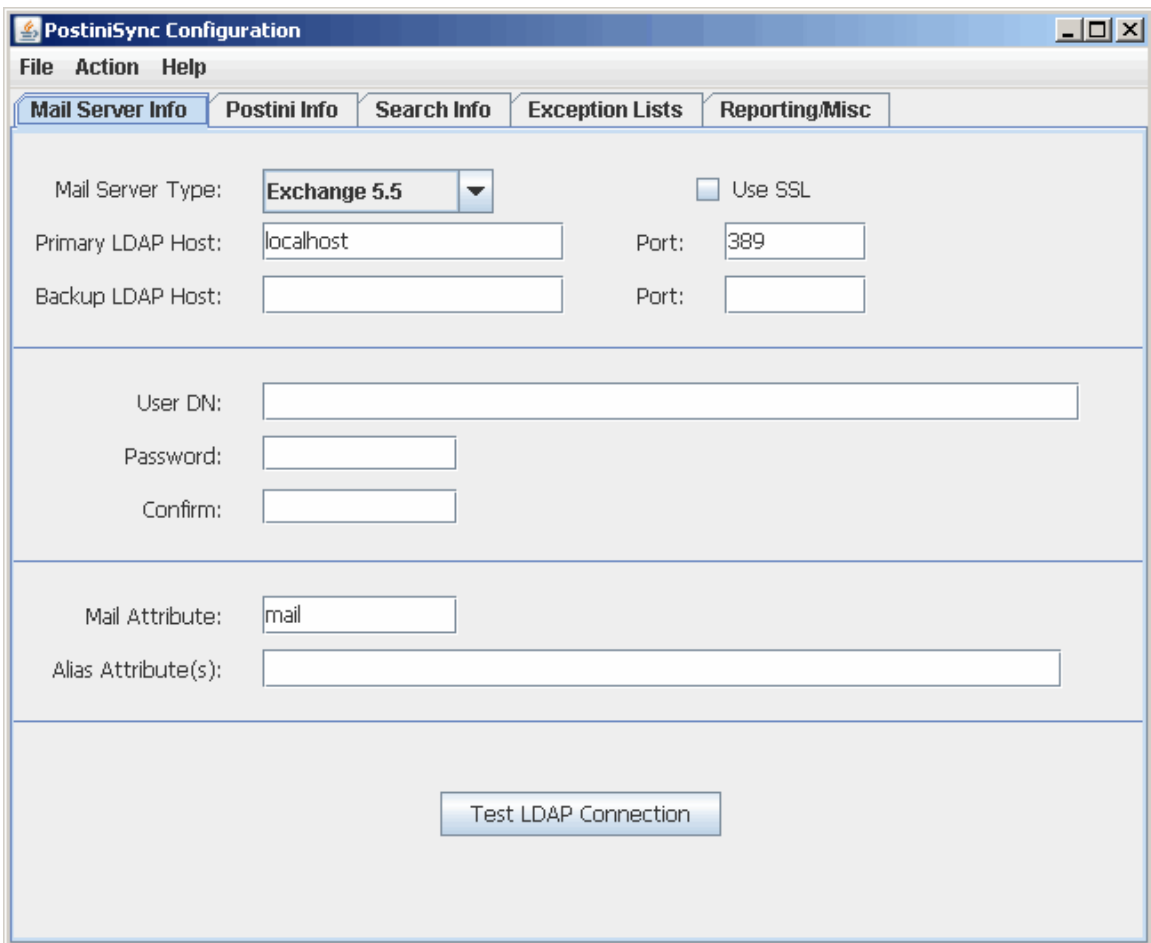 PostiniSync Configuration
File Action Help
Mail Server Info Postini Info Search Info Exception Lists Reporting/Misc
Mail Server Type: Exchange 5.5 Use SSL
Primary LDAP Host: localhost Port: 389
Backup LDAP Host: Port:
User DN:
Password:
Confirm:
Mail Attribute: mail
Alias Attribute(s):
Test LDAP Connection